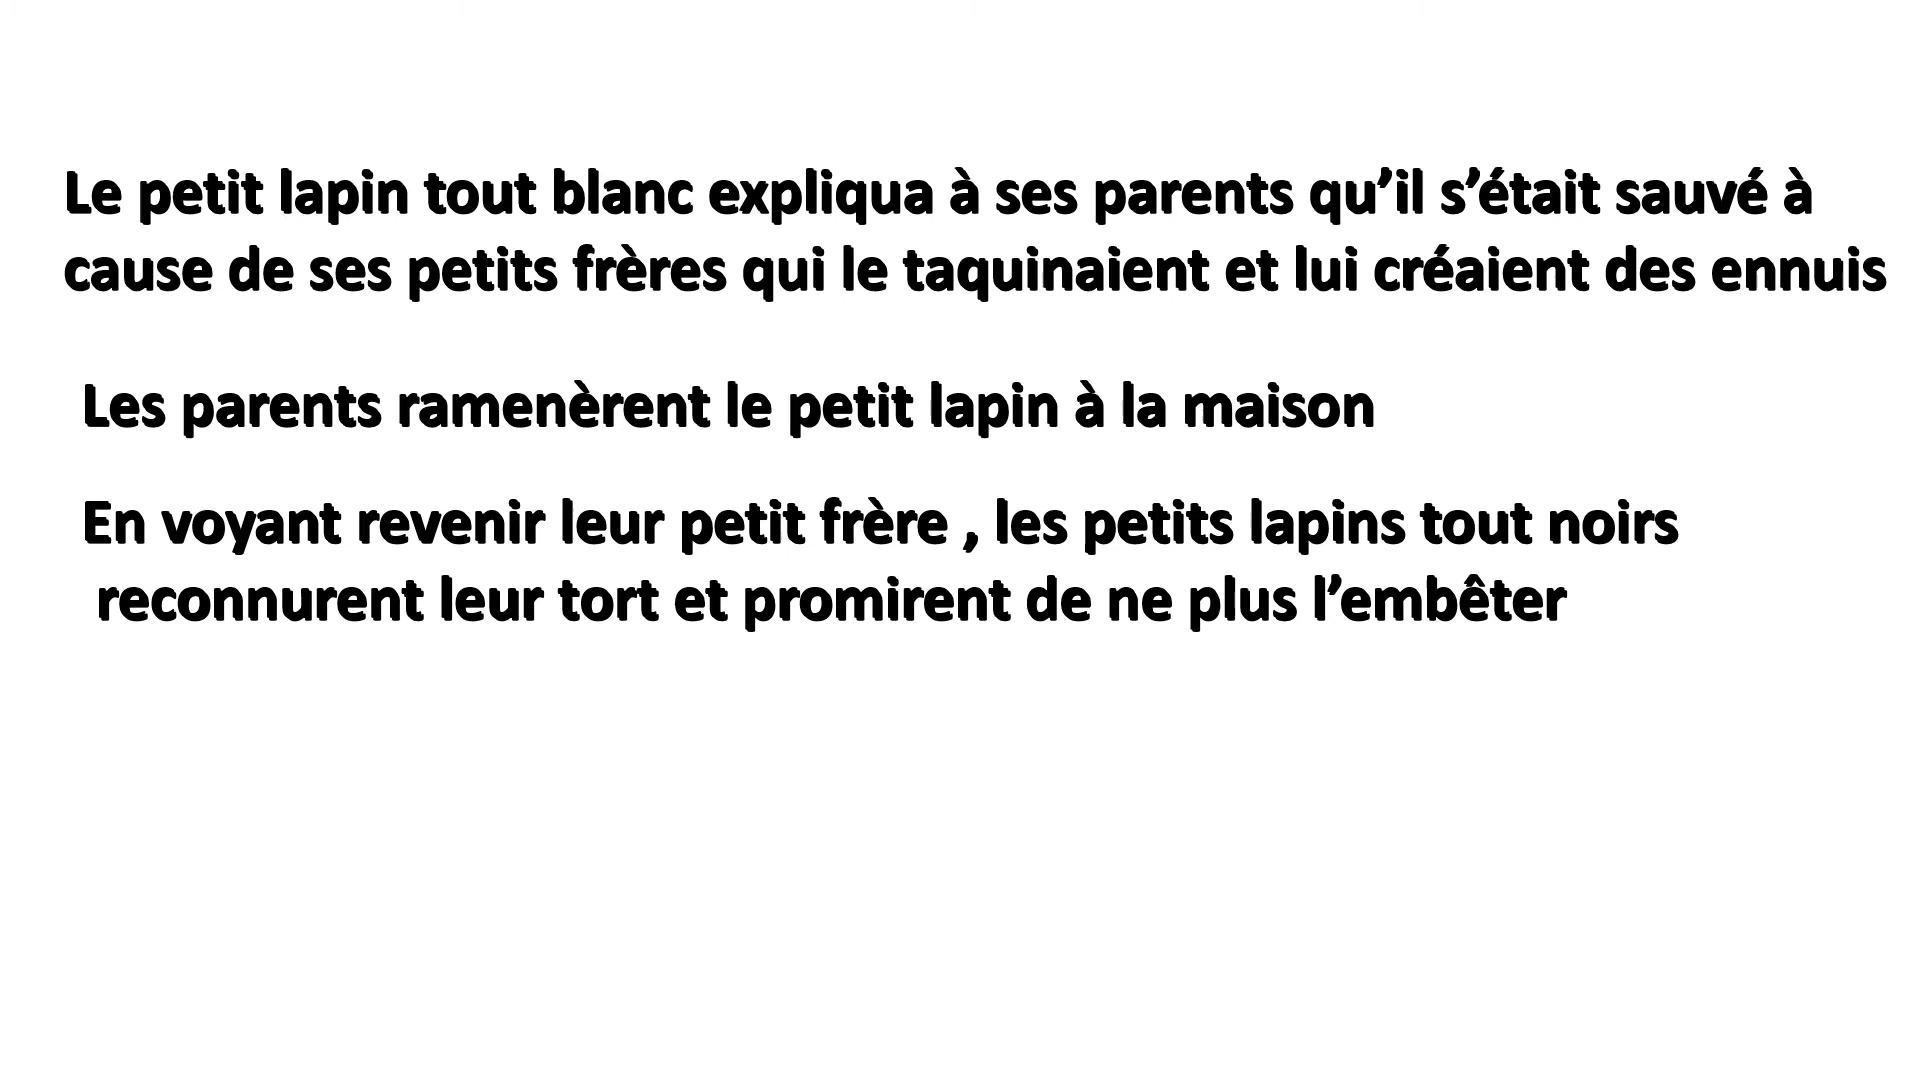 Le petit lapin tout blanc expliqua à ses parents qu’il s’était sauvé à
cause de ses petits frères qui le taquinaient et lui créaient des ennuis
Les parents ramenèrent le petit lapin à la maison
En voyant revenir leur petit frère , les petits lapins tout noirs
reconnurent leur tort et promirent de ne plus l’embêter